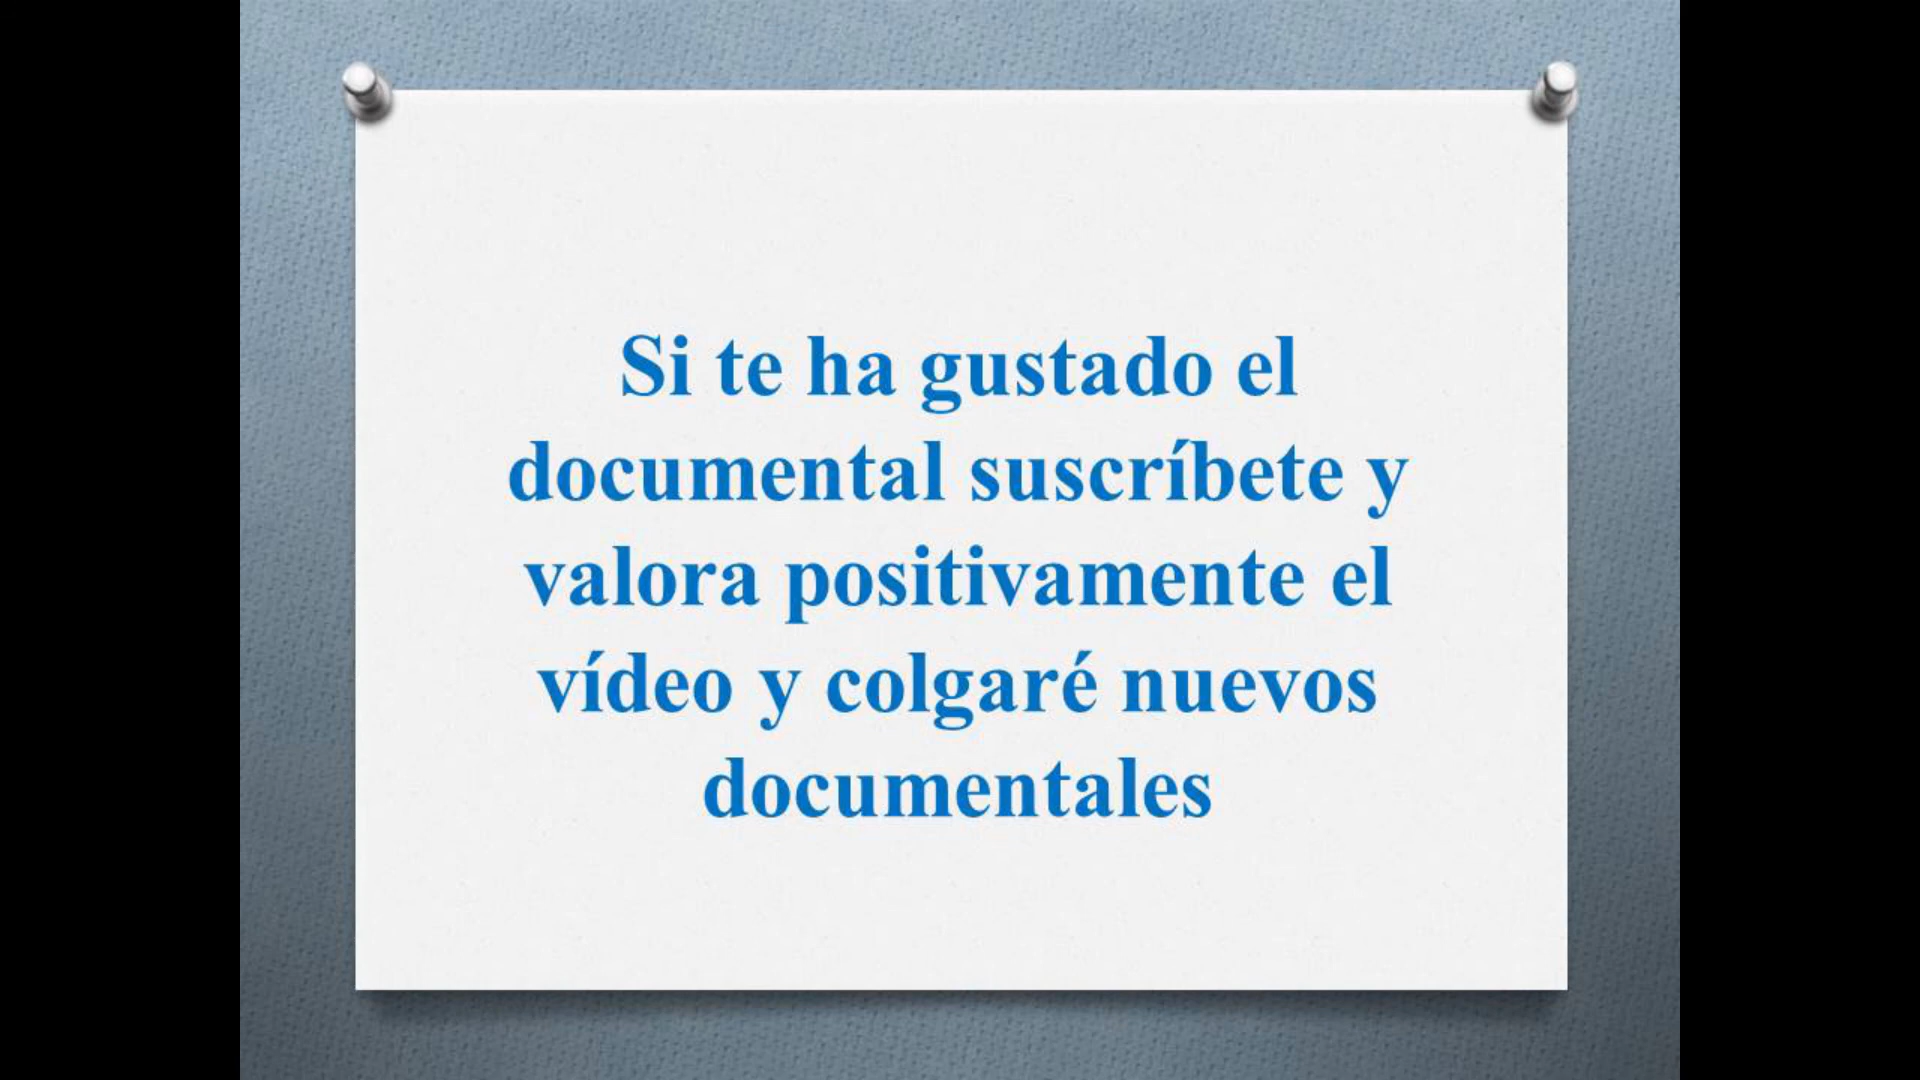 Si te ha gustado el
documental suscríbete y
valora positivamente el
vídeo y colgaré nuevos
documentales